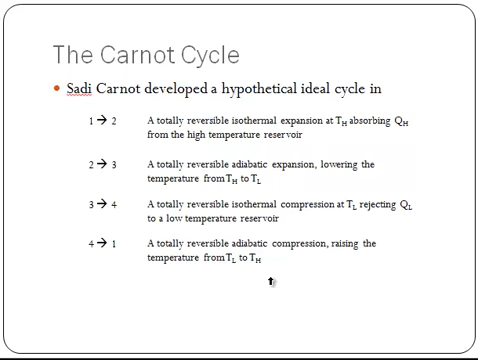 The Carnot Cycle
• Sadi Carnot developed a hypothetical ideal cycle in
1 → 2 A totally reversible isothermal expansion at TH absorbing QH
from the high temperature reservoir
2 → 3 A totally reversible adiabatic expansion, lowering the
temperature from TH to TL
3 → 4 A totally reversible isothermal compression at TL rejecting QL
to a low temperature reservoir
4 → 1 A totally reversible adiabatic compression, raising the
temperature from TL to TH